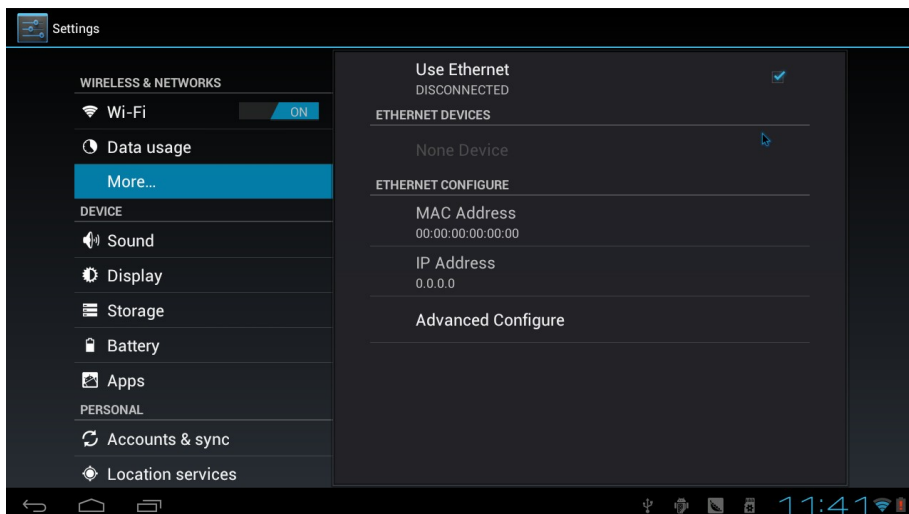 Settings
WIRELESS & NETWORKS
Wi-Fi
ON
Data usage
More...
DEVICE
Sound
Display
Storage
Battery
Apps
PERSONAL
Accounts & sync
Location services
Use Ethernet
DISCONNECTED
ETHERNET DEVICES
None Device
ETHERNET CONFIGURE
MAC Address
00:00:00:00:00:00
IP Address
0.0.0.0
Advanced Configure
11:41